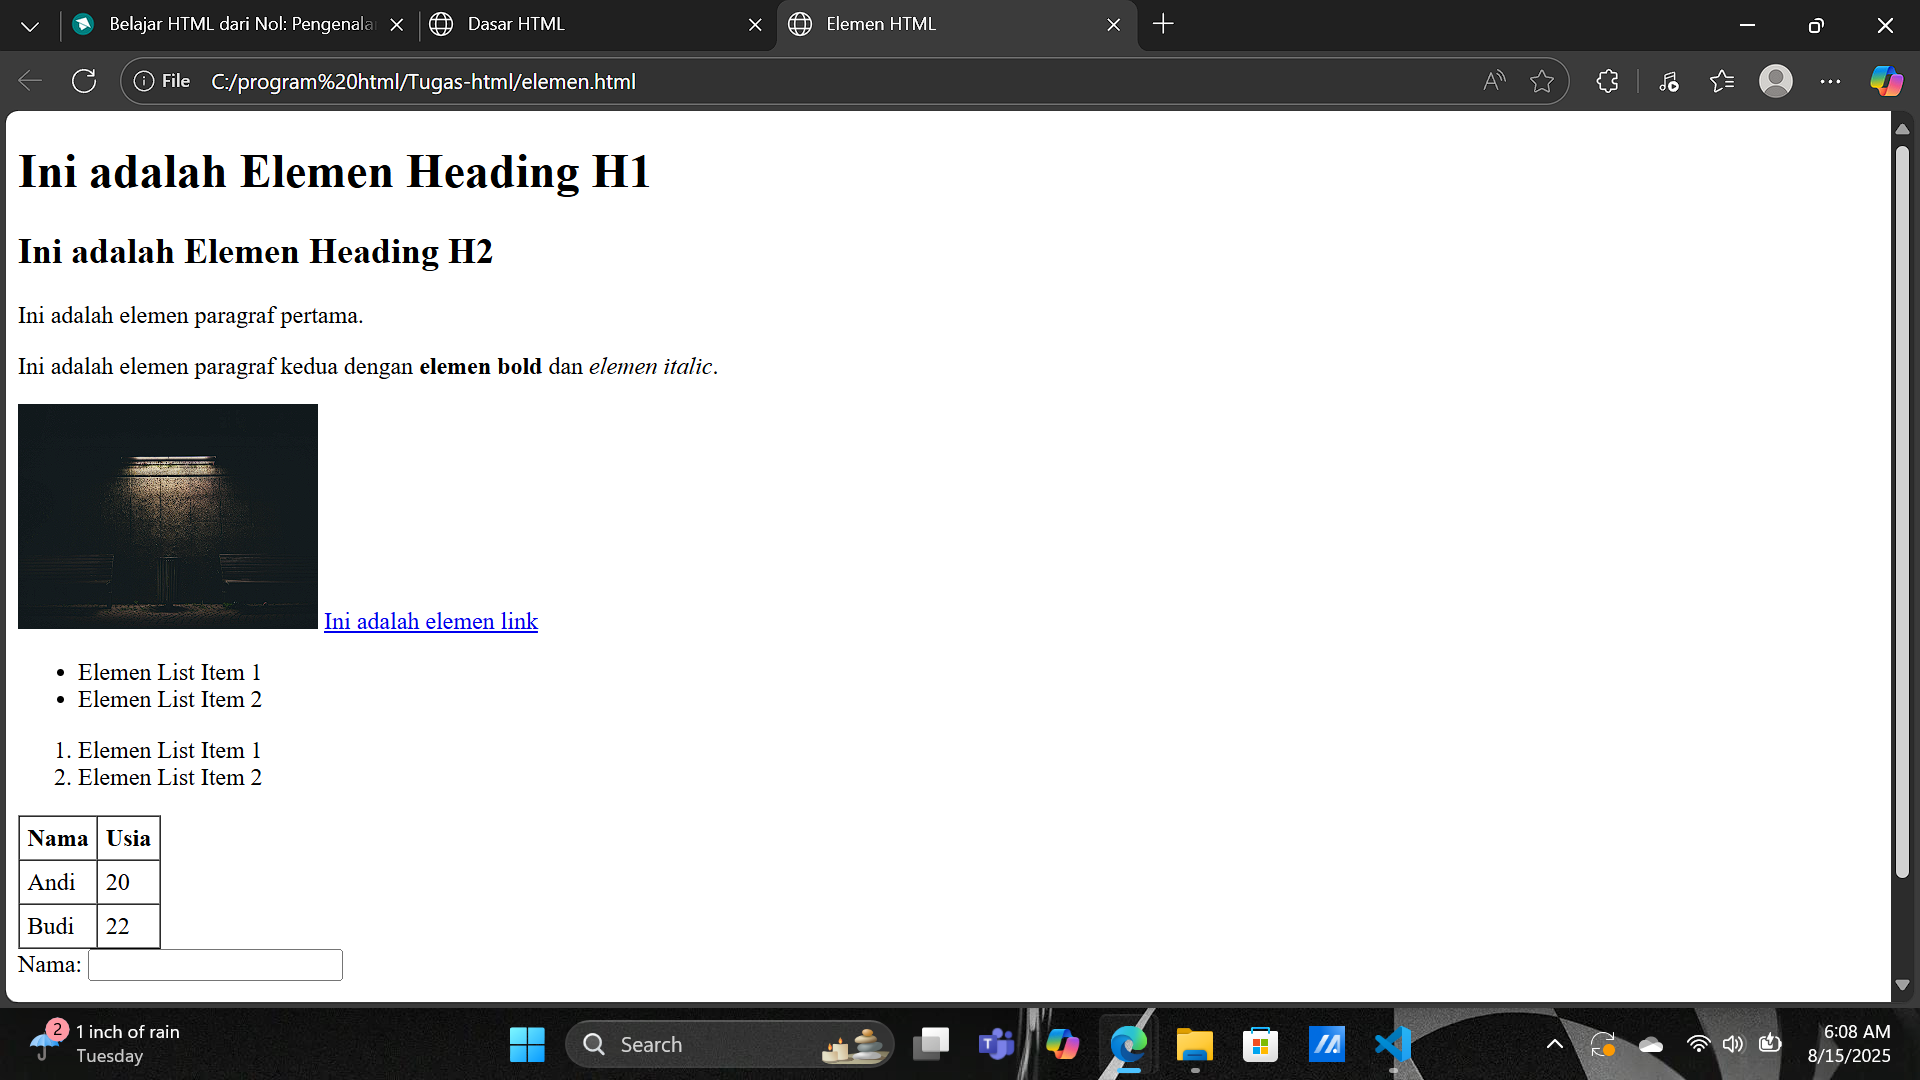 Belajar HTML dari Nol: Pengenala
Dasar HTML
Elemen HTML
File C:/program%20html/Tugas-html/elemen.html
Ini adalah Elemen Heading H1
Ini adalah Elemen Heading H2
Ini adalah elemen paragraf pertama.
Ini adalah elemen paragraf kedua dengan elemen bold dan elemen italic.
Ini adalah elemen link
• Elemen List Item 1
• Elemen List Item 2
1. Elemen List Item 1
2. Elemen List Item 2
Nama Usia
Andi 20
Budi 22
Nama:
2
1 inch of rain
Tuesday
Search
6:08 AM
8/15/2025